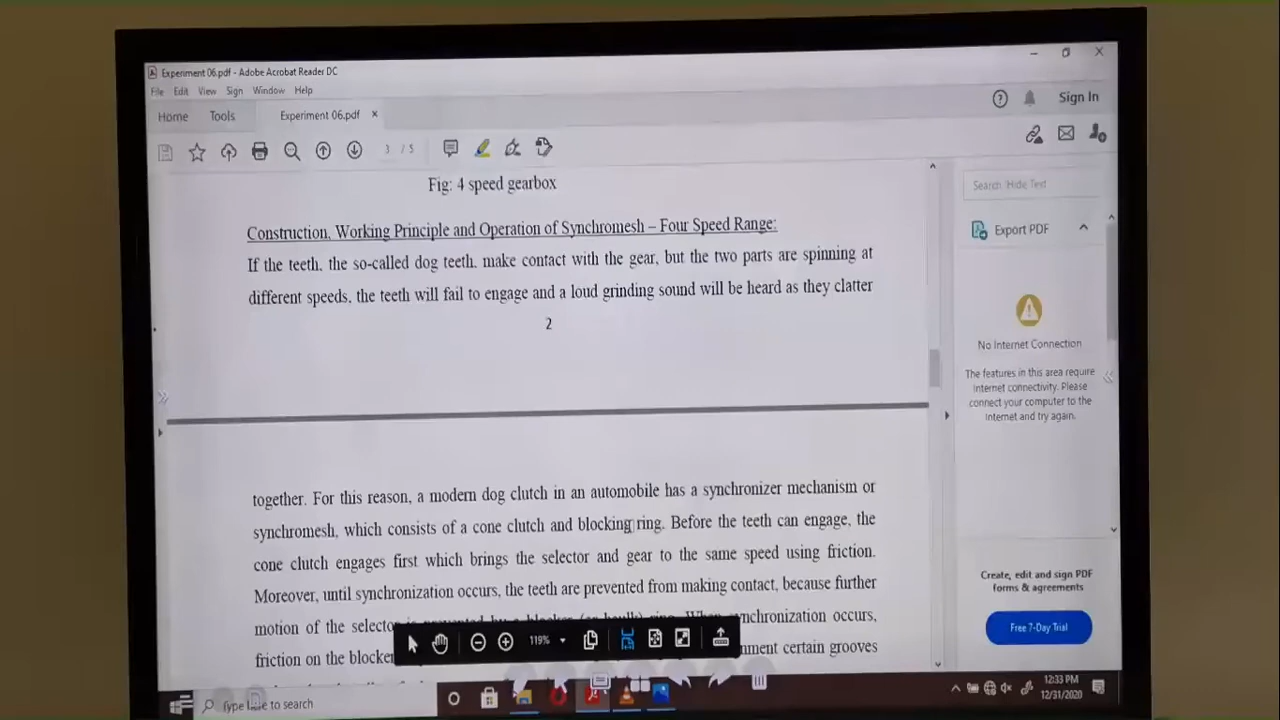 Experiment 06.pdf - Adobe Acrobat Reader DC
File Edit View Sign Window Help
Home Tools Experiment 06.pdf ×
Sign In
3 / 5
Fig: 4 speed gearbox
Search 'Hide Text'
Construction, Working Principle and Operation of Synchromesh – Four Speed Range:
Export PDF
If the teeth, the so-called dog teeth, make contact with the gear, but the two parts are spinning at
different speeds, the teeth will fail to engage and a loud grinding sound will be heard as they clatter
2
No Internet Connection
The features in this area require
Internet connectivity. Please
connect your computer to the
Internet and try again.
together. For this reason, a modern dog clutch in an automobile has a synchronizer mechanism or
synchromesh, which consists of a cone clutch and blocking ring. Before the teeth can engage, the
cone clutch engages first which brings the selector and gear to the same speed using friction.
Moreover, until synchronization occurs, the teeth are prevented from making contact, because further
motion of the selector synchronization occurs,
friction on the blocker certain grooves
119%
Create, edit and sign PDF
forms & agreements
Free 7-Day Trial
Type here to search
12:33 PM
12/31/2020